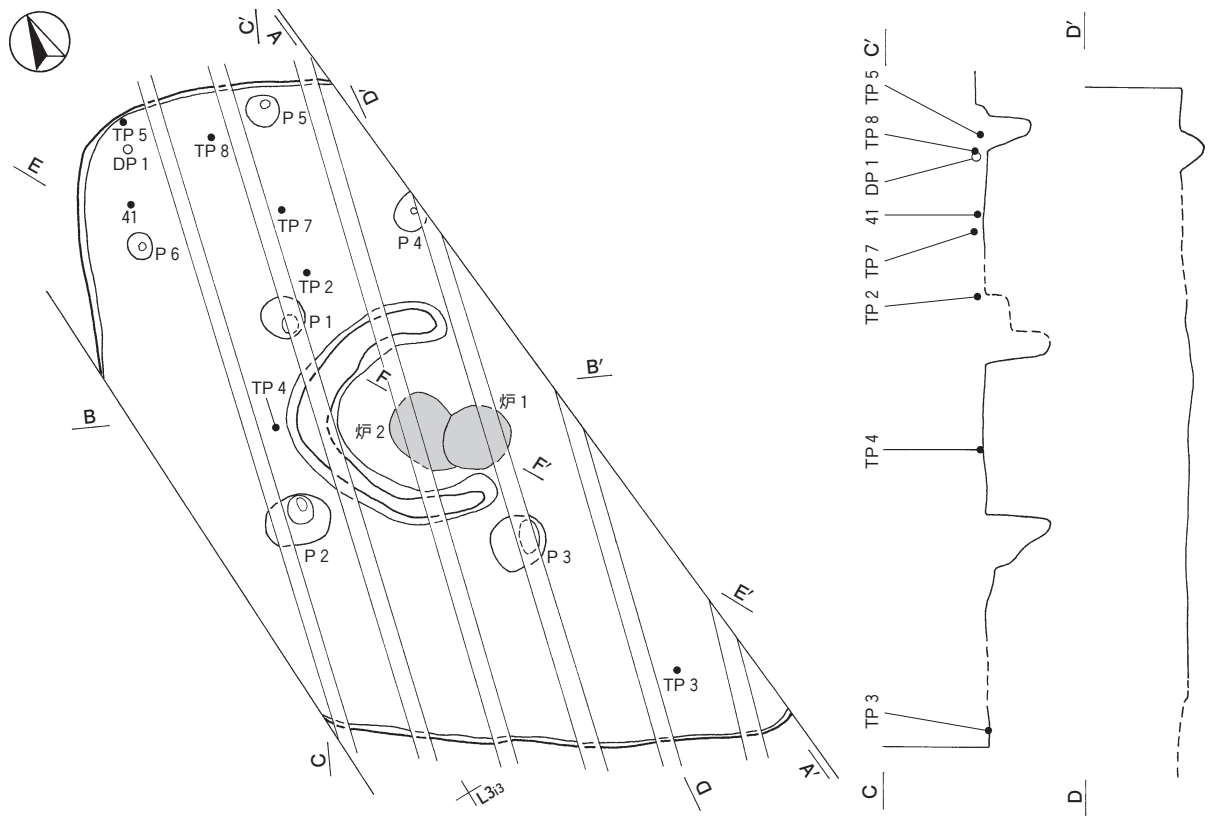 C′
A
D′
P 5
TP 5
DP 1
TP 8
E
41
P 6
TP 7
P 4
TP 2
P 1
F
B′
TP 4
炉 1
炉 2
B
F′
P 2
P 3
E′
TP 3
C
L3i3
D
A′
C′
TP 5
TP 8
DP 1
41
TP 7
TP 2
TP 4
TP 3
C
D′
D